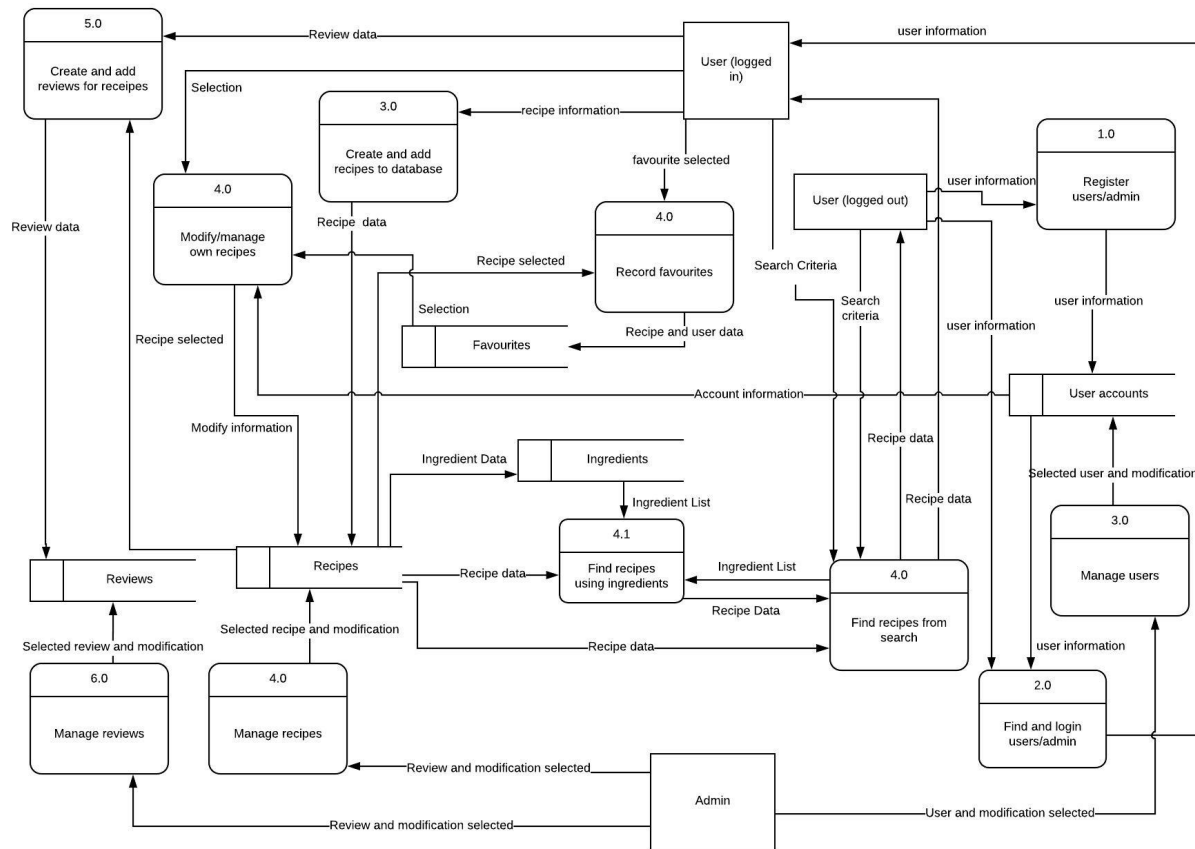 5.0
Create and add
reviews for receipes
Review data
User (logged
in)
user information
Selection
3.0
Create and add
recipes to database
recipe information
1.0
Register
users/admin
favourite selected
user information
4.0
Modify/manage
own recipes
User (logged out)
Review data
Recipe data
4.0
Record favourites
Recipe selected
Search Criteria
Search
criteria
user information
user information
Selection
Recipe and user data
Favourites
Recipe selected
Account information
User accounts
Modify information
Recipe data
Ingredient Data
Ingredients
Selected user and modification
Recipe data
Ingredient List
3.0
Manage users
4.1
Find recipes
using ingredients
Recipes
Reviews
Recipe data
Ingredient List
4.0
Find recipes from
search
Recipe Data
Selected recipe and modification
Selected review and modification
Recipe data
user information
6.0
Manage reviews
4.0
Manage recipes
2.0
Find and login
users/admin
Review and modification selected
Admin
Review and modification selected
User and modification selected